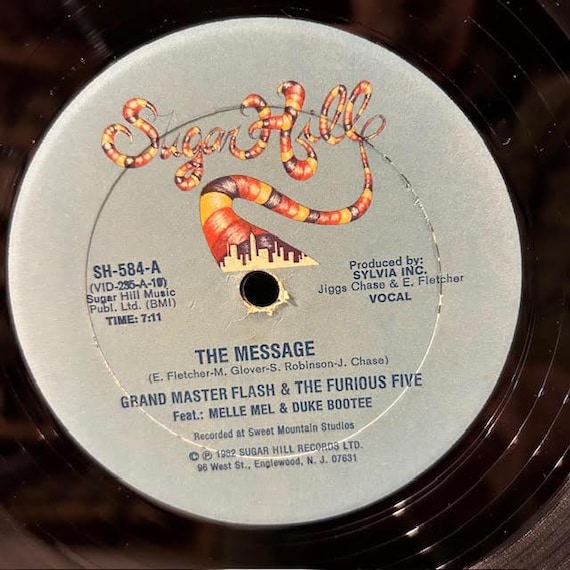 Sugar Hill
SH-584-A
(VID-235-A-10)
Sugar Hill Music
Publ. Ltd. (BMI)
TIME: 7:11
Produced by:
SYLVIA INC.
Jiggs Chase & E. Fletcher
VOCAL
THE MESSAGE
(E. Fletcher-M. Glover-S. Robinson-J. Chase)
GRAND MASTER FLASH & THE FURIOUS FIVE
Feat.: MELLE MEL & DUKE BOOTEE
Recorded at Sweet Mountain Studios
© ℗ 1982 SUGAR HILL RECORDS LTD.
96 West St., Englewood, N. J. 07631